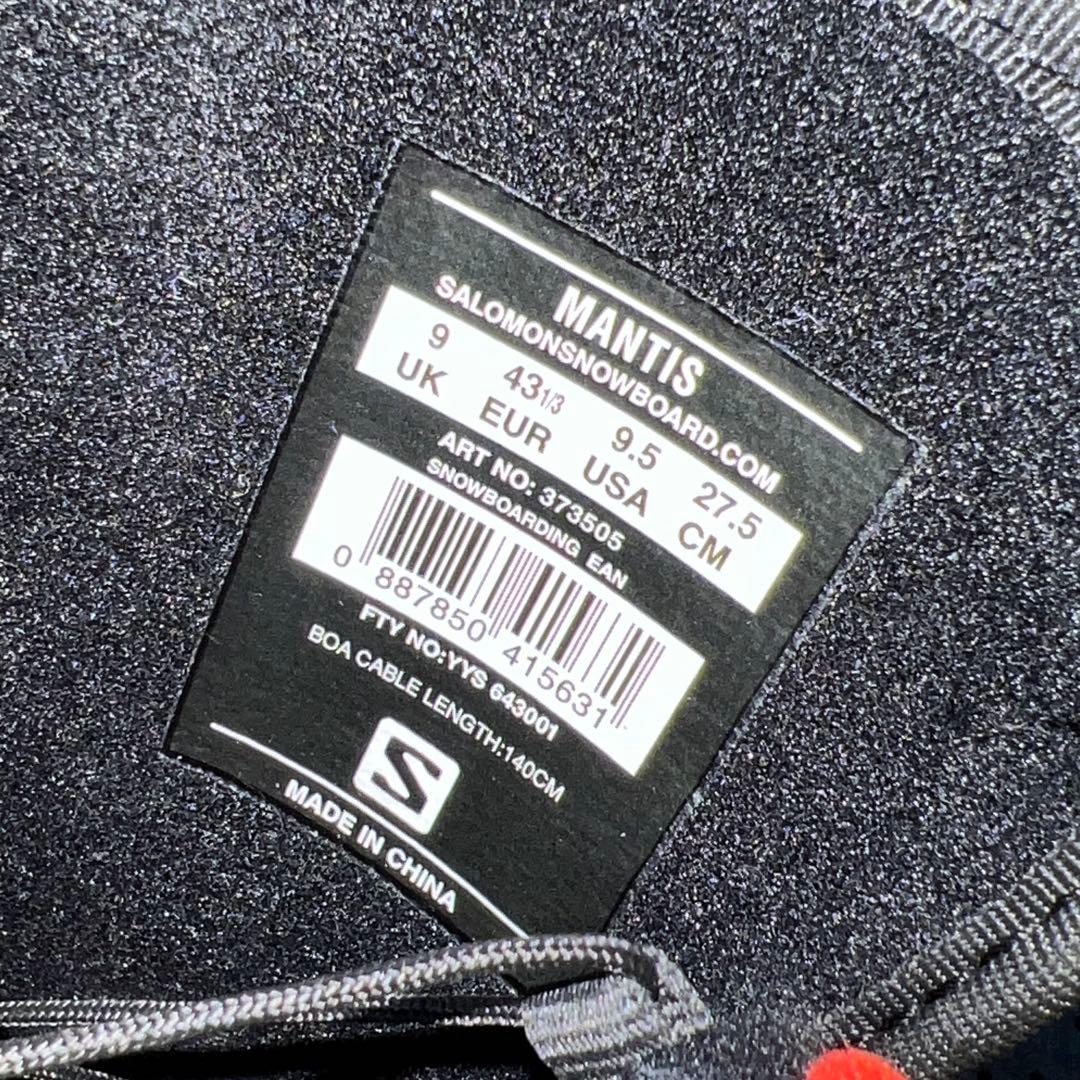 MANTIS
SALOMONSNOWBOARD.COM
9 43 1/3 9.5 27.5
UK EUR USA CM
ART NO: 373505
SNOWBOARDING EAN
0 887850 415631
FTY NO:YYS 643001
BOA CABLE LENGTH:140CM
S
MADE IN CHINA